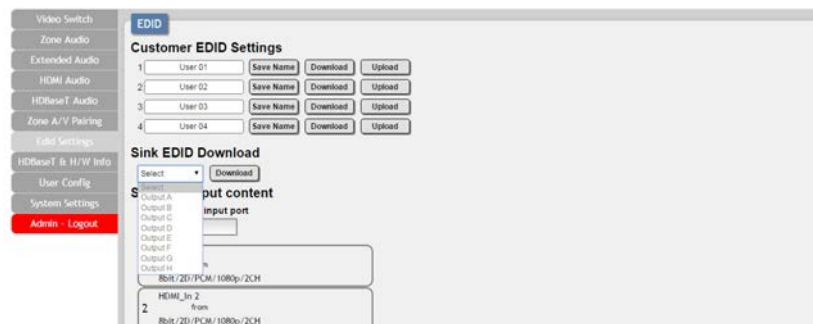 Video Switch
Zone Audio
Extended Audio
HDMI Audio
HDBaseT Audio
Zone A/V Pairing
Edid Settings
HDBaseT & H/W Info
User Config
System Settings
Admin - Logout
EDID
Customer EDID Settings
1 User 01 Save Name Download Upload
2 User 02 Save Name Download Upload
3 User 03 Save Name Download Upload
4 User 04 Save Name Download Upload
Sink EDID Download
Select Download
Select
Output A
Output B
Output C
Output D
Output E
Output F
Output G
Output H
S put content
input port
8bit/2D/PCM/1080p/2CH
HDMI_In 2
2 from
8bit/2D/PCM/1080p/2CH